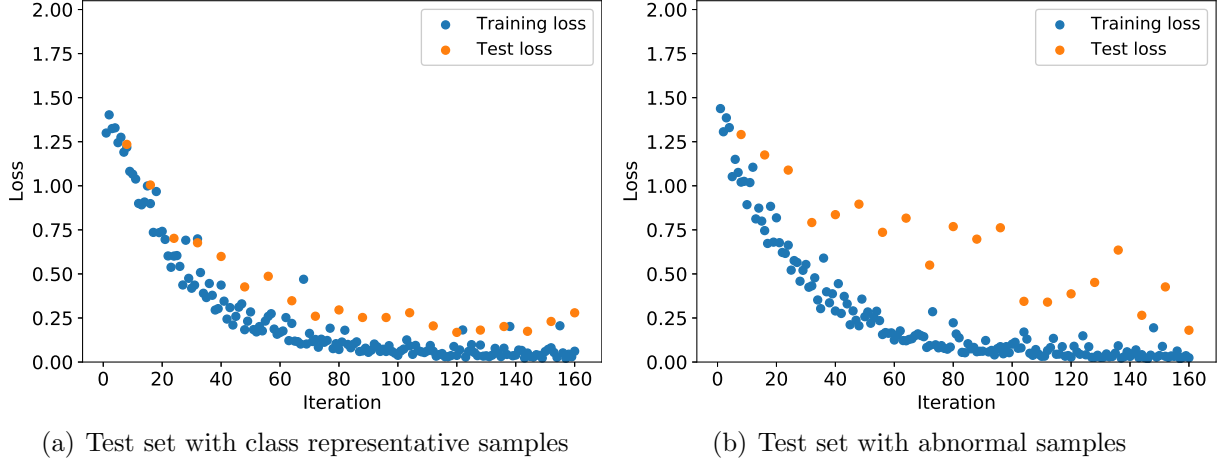 2.00
1.75
1.50
1.25
1.00
0.75
0.50
0.25
0.00
Loss
Training loss
Test loss
0 20 40 60 80 100 120 140 160
Iteration
(a) Test set with class representative samples
2.00
1.75
1.50
1.25
1.00
0.75
0.50
0.25
0.00
Loss
Training loss
Test loss
0 20 40 60 80 100 120 140 160
Iteration
(b) Test set with abnormal samples